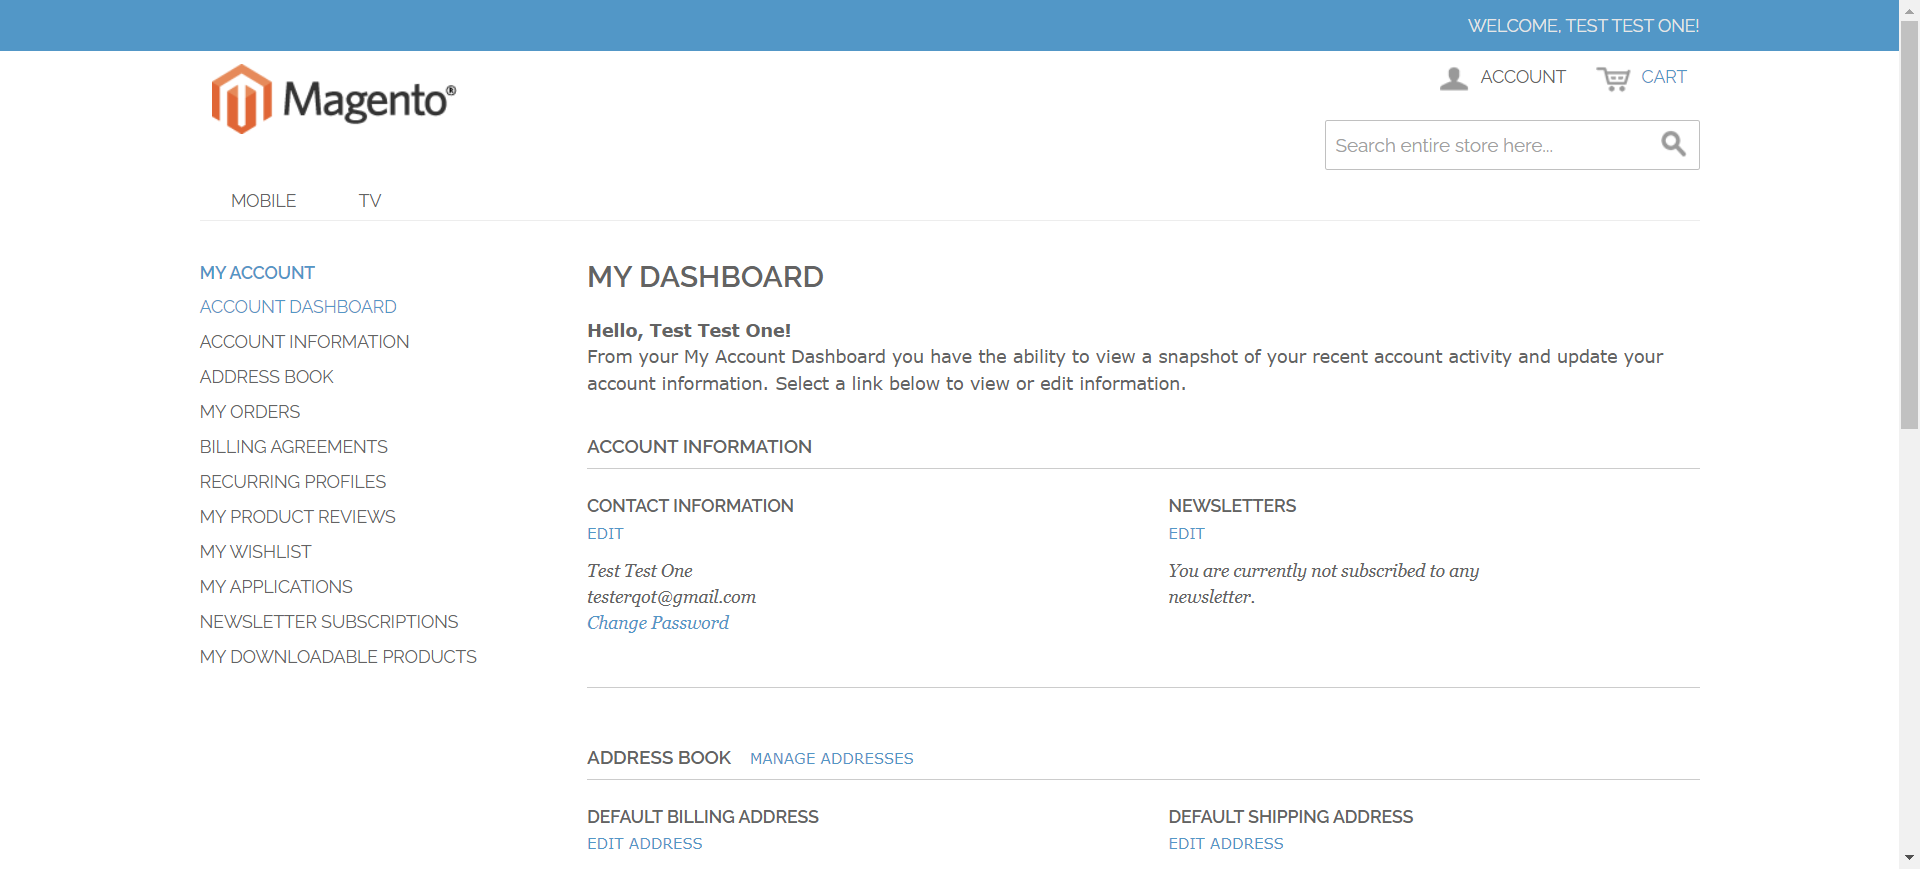 WELCOME, TEST TEST ONE!
Magento®
ACCOUNT
CART
Search entire store here...
MOBILE
TV
MY ACCOUNT
ACCOUNT DASHBOARD
ACCOUNT INFORMATION
ADDRESS BOOK
MY ORDERS
BILLING AGREEMENTS
RECURRING PROFILES
MY PRODUCT REVIEWS
MY WISHLIST
MY APPLICATIONS
NEWSLETTER SUBSCRIPTIONS
MY DOWNLOADABLE PRODUCTS
MY DASHBOARD
Hello, Test Test One!
From your My Account Dashboard you have the ability to view a snapshot of your recent account activity and update your
account information. Select a link below to view or edit information.
ACCOUNT INFORMATION
CONTACT INFORMATION
EDIT
Test Test One
testerqot@gmail.com
Change Password
NEWSLETTERS
EDIT
You are currently not subscribed to any
newsletter.
ADDRESS BOOK MANAGE ADDRESSES
DEFAULT BILLING ADDRESS
EDIT ADDRESS
DEFAULT SHIPPING ADDRESS
EDIT ADDRESS